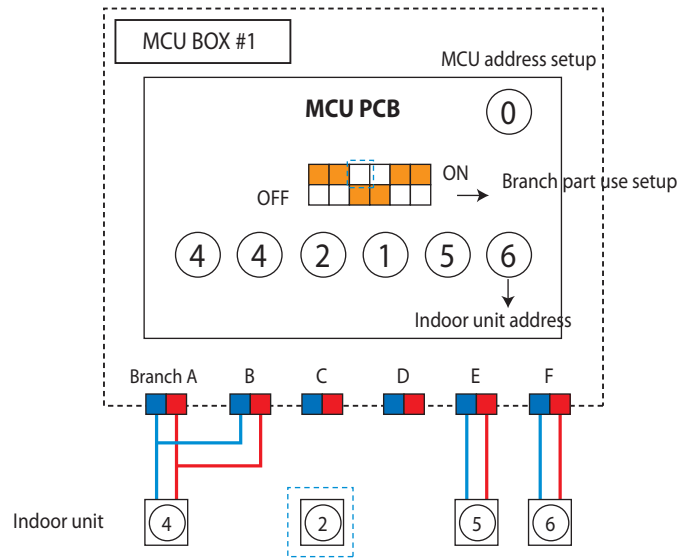 MCU BOX #1
MCU address setup
MCU PCB
0
ON
OFF
Branch part use setup
4 4 2 1 5 6
Indoor unit address
Branch A B C D E F
Indoor unit 4 2 5 6